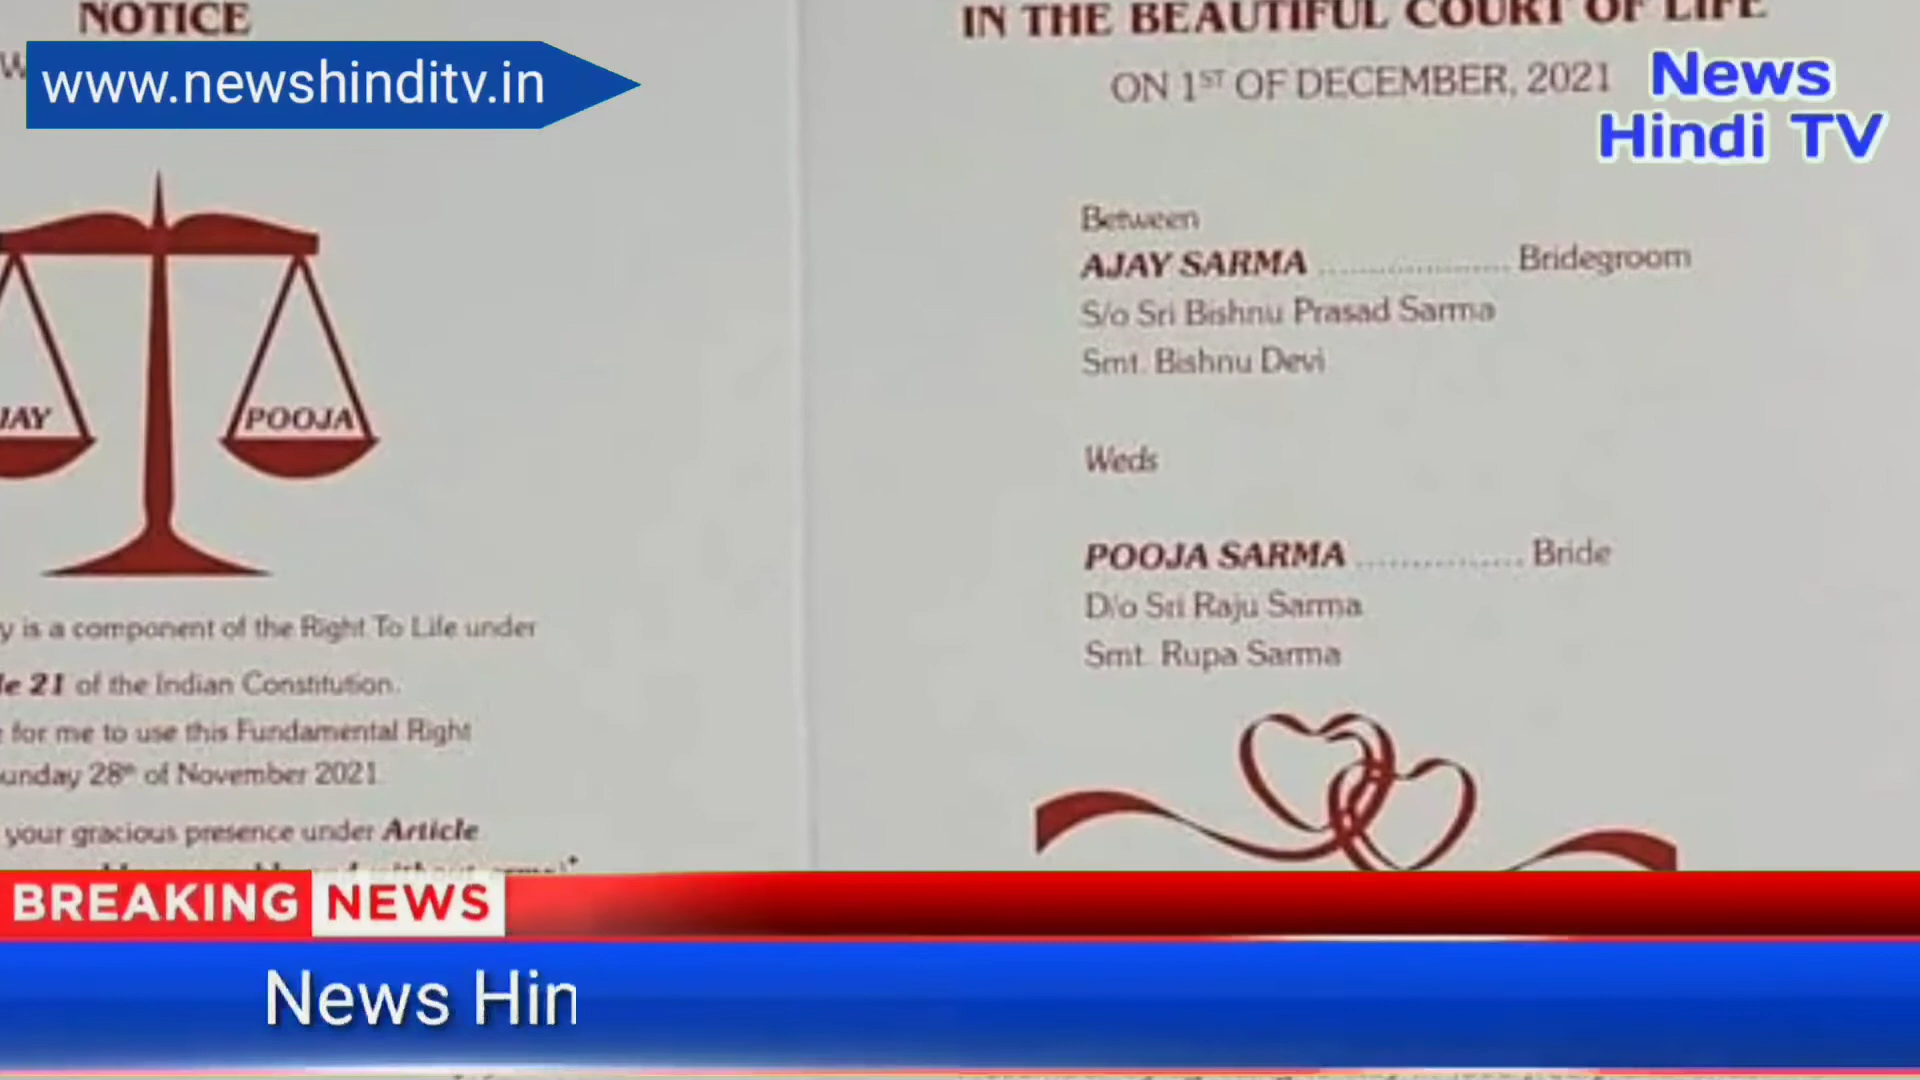 NOTICE
www.newshinditv.in
JAY
POOJA
y is a component of the Right To Life under
le 21 of the Indian Constitution.
for me to use this Fundamental Right
unday 28th of November 2021
your gracious presence under Article
IN THE BEAUTIFUL COURT OF LIFE
ON 1ST OF DECEMBER, 2021
News
Hindi TV
Between
AJAY SARMA .................... Bridegroom
S/o Sri Bishnu Prasad Sarma
Smt. Bishnu Devi
Weds
POOJA SARMA ................ Bride
D/o Sri Raju Sarma
Smt. Rupa Sarma
BREAKING NEWS
News Hin